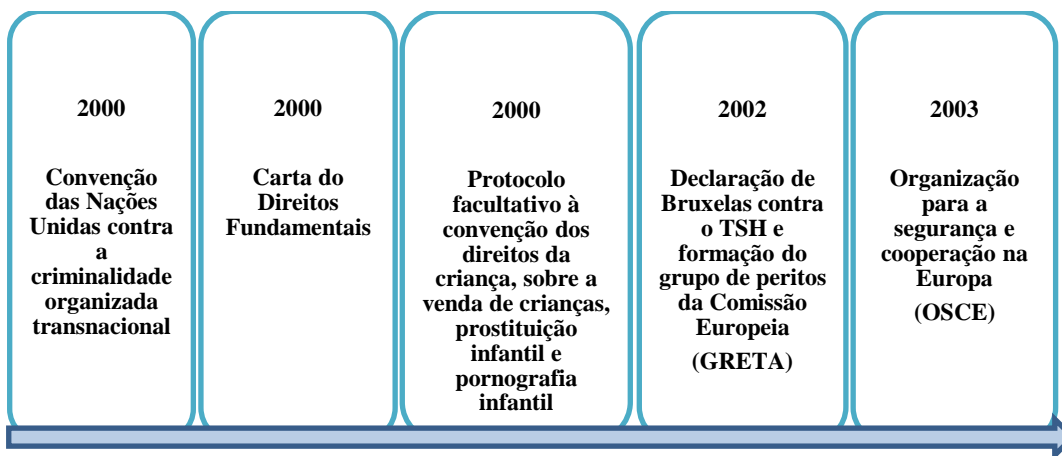 2000
Convenção
das Nações
Unidas contra
a
criminalidade
organizada
transnacional
2000
Carta do
Direitos
Fundamentais
2000
Protocolo
facultativo à
convenção dos
direitos da
criança, sobre a
venda de crianças,
prostituição
infantil e
pornografia
infantil
2002
Declaração de
Bruxelas contra
o TSH e
formação do
grupo de peritos
da Comissão
Europeia
(GRETA)
2003
Organização
para a
segurança e
cooperação na
Europa
(OSCE)